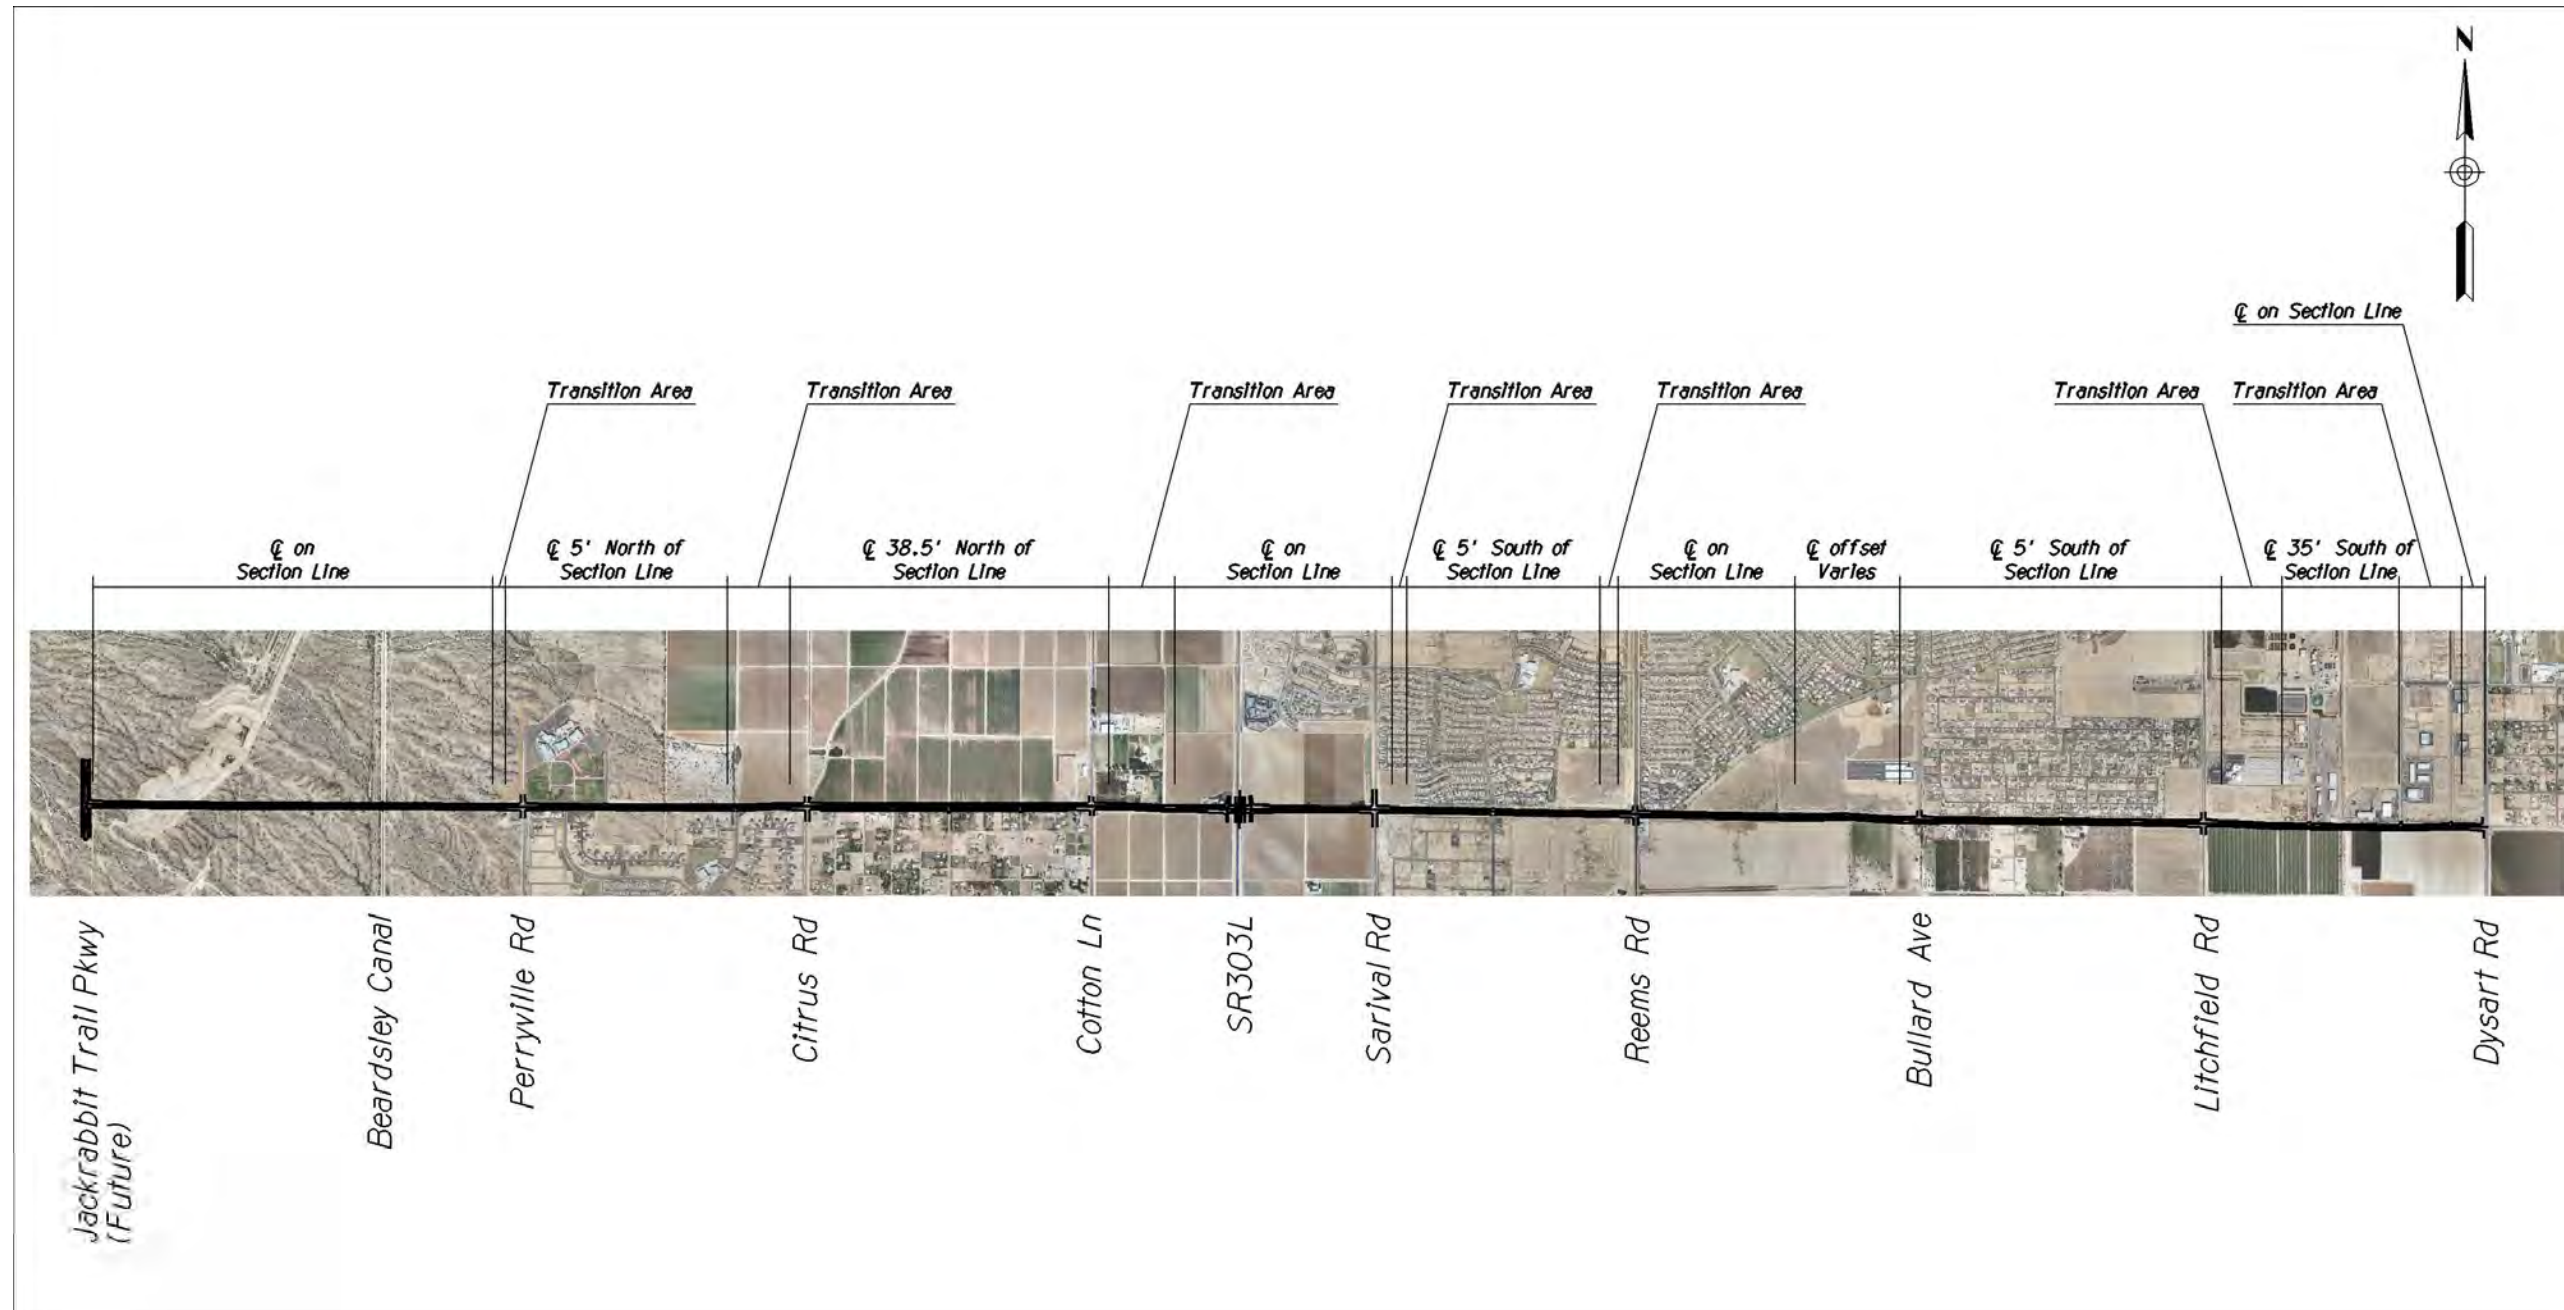 N
℄ on Section Line
Transition Area
Transition Area
Transition Area
Transition Area
Transition Area
Transition Area
Transition Area
℄ on
Section Line
℄ 5' North of
Section Line
℄ 38.5' North of
Section Line
℄ on
Section Line
℄ 5' South of
Section Line
℄ on
Section Line
℄ offset
Varies
℄ 5' South of
Section Line
℄ 35' South of
Section Line
Jackrabbit Trail Pkwy
(Future)
Beardsley Canal
Perryville Rd
Citrus Rd
Cotton Ln
SR303L
Sarival Rd
Reems Rd
Bullard Ave
Litchfield Rd
Dysart Rd